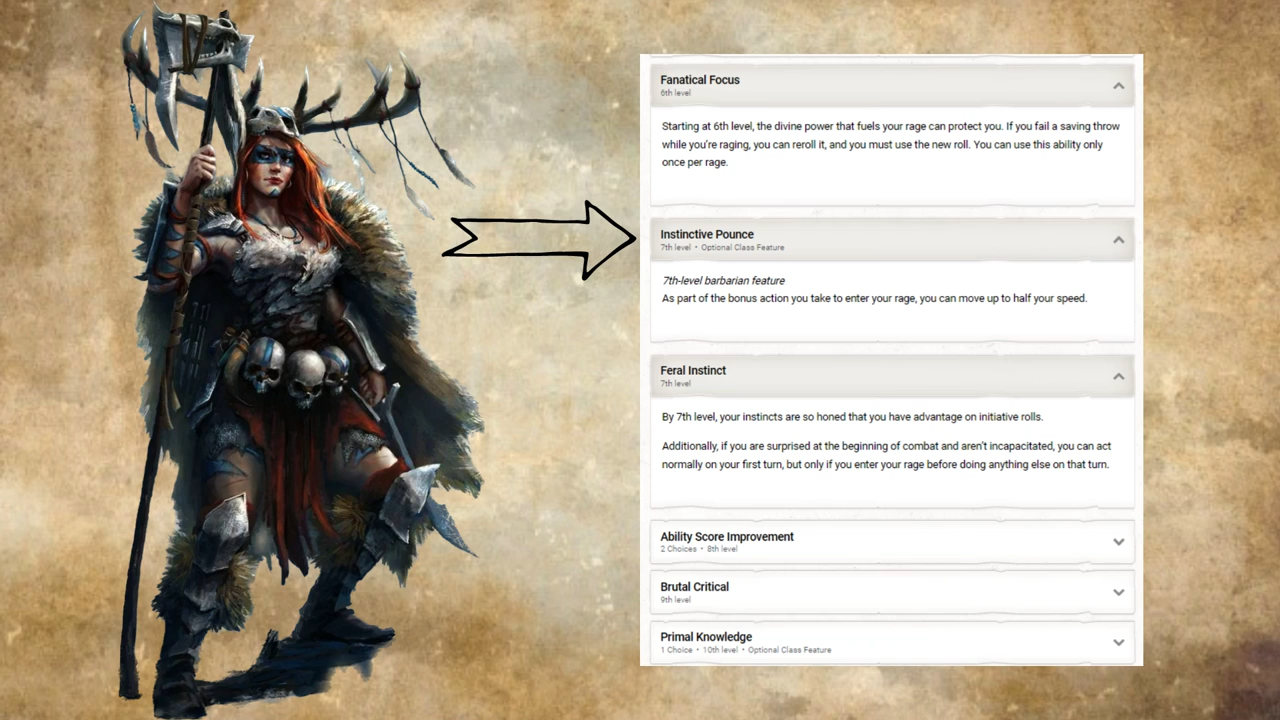 Fanatical Focus
6th level
Starting at 6th level, the divine power that fuels your rage can protect you. If you fail a saving throw
while you're raging, you can reroll it, and you must use the new roll. You can use this ability only
once per rage.
Instinctive Pounce
7th level • Optional Class Feature
7th-level barbarian feature
As part of the bonus action you take to enter your rage, you can move up to half your speed.
Feral Instinct
7th level
By 7th level, your instincts are so honed that you have advantage on initiative rolls.
Additionally, if you are surprised at the beginning of combat and aren't incapacitated, you can act
normally on your first turn, but only if you enter your rage before doing anything else on that turn.
Ability Score Improvement
2 Choices • 8th level
Brutal Critical
9th level
Primal Knowledge
1 Choice • 10th level • Optional Class Feature